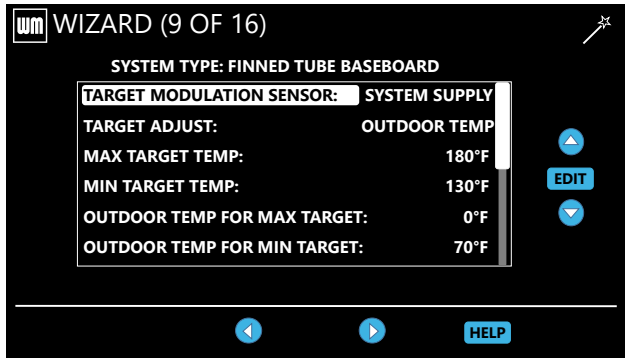 wm WIZARD (9 OF 16)
SYSTEM TYPE: FINNED TUBE BASEBOARD
TARGET MODULATION SENSOR: SYSTEM SUPPLY
TARGET ADJUST: OUTDOOR TEMP
MAX TARGET TEMP: 180°F
MIN TARGET TEMP: 130°F
EDIT
OUTDOOR TEMP FOR MAX TARGET: 0°F
OUTDOOR TEMP FOR MIN TARGET: 70°F
HELP